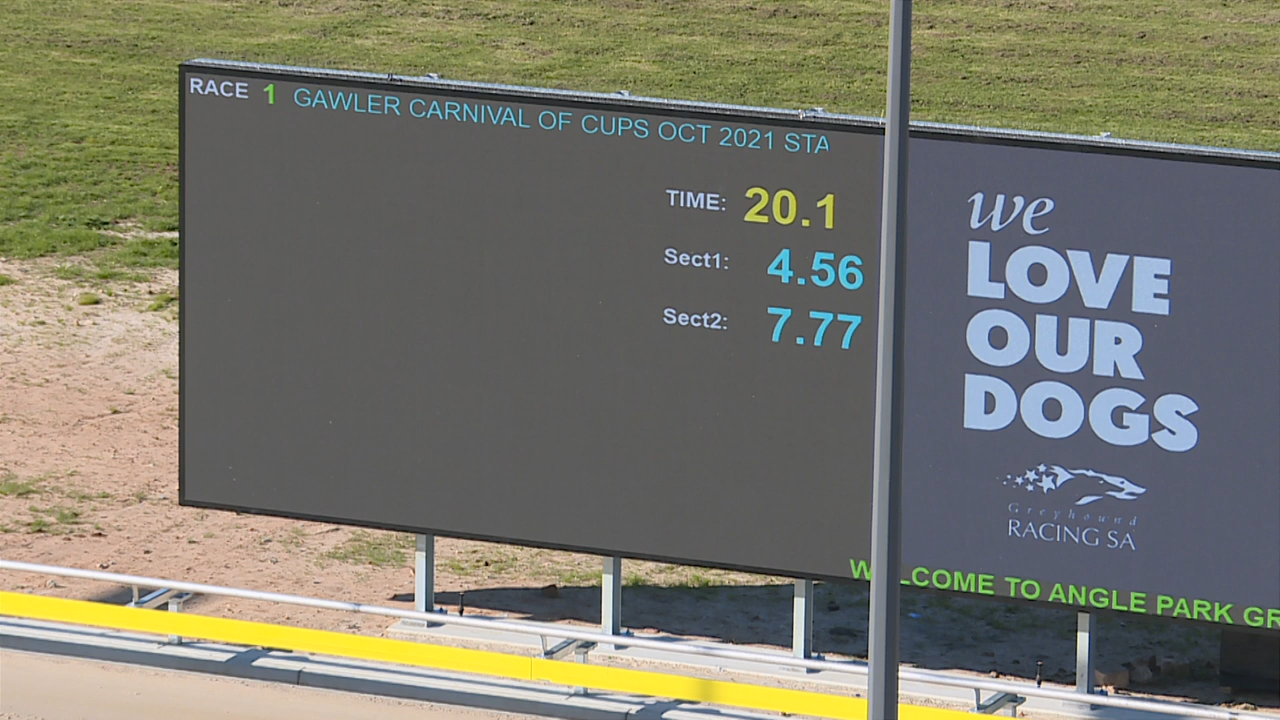 RACE 1 GAWLER CARNIVAL OF CUPS OCT 2021 STA
TIME: 20.1
Sect1: 4.56
Sect2: 7.77
we
LOVE
OUR
DOGS
Greyhound
RACING SA
WELCOME TO ANGLE PARK GR